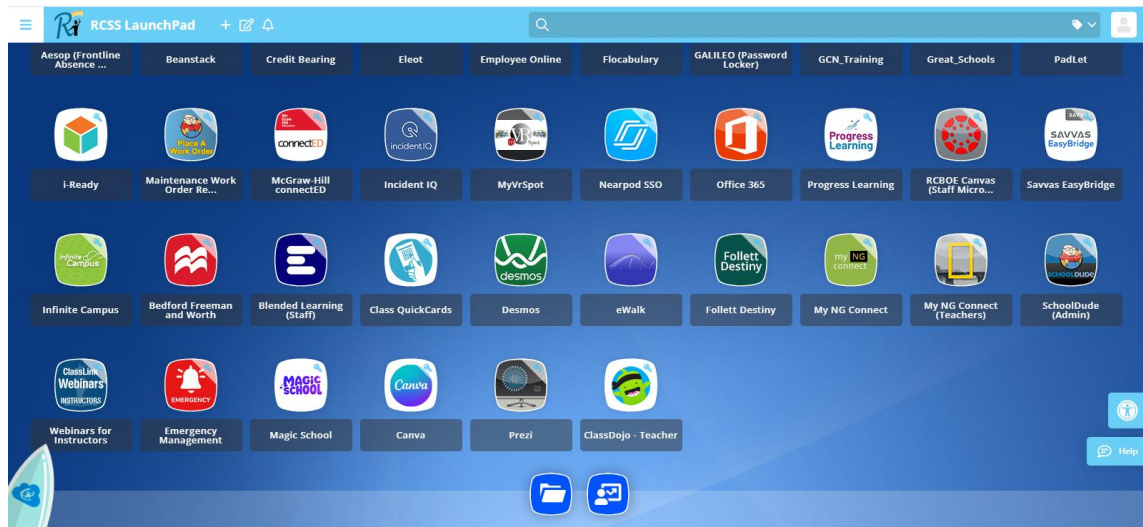 RCSS LaunchPad
Aesop (Frontline
Absence ...
Beanstack
Credit Bearing
Eleot
Employee Online
Flocabulary
GALILEO (Password
Locker)
GCN_Training
Great_Schools
PadLet
Place A
Work Order
connectED
incidentIQ
VR
Spot
Progress
Learning
SAVVAS
SAVVAS
EasyBridge
i-Ready
Maintenance Work
Order Re...
McGraw-Hill
connectED
Incident IQ
MyVrSpot
Nearpod SSO
Office 365
Progress Learning
RCBOE Canvas
(Staff Micro...
Savvas EasyBridge
Infinite
Campus
desmos
Follett
Destiny
my NG
connect
SCHOOLDUDE
Infinite Campus
Bedford Freeman
and Worth
Blended Learning
(Staff)
Class QuickCards
Desmos
eWalk
Follett Destiny
My NG Connect
My NG Connect
(Teachers)
SchoolDude
(Admin)
ClassLink
Webinars
INSTRUCTORS
EMERGENCY
MAGIC
SCHOOL
Canva
Webinars for
Instructors
Emergency
Management
Magic School
Canva
Prezi
ClassDojo - Teacher
Help